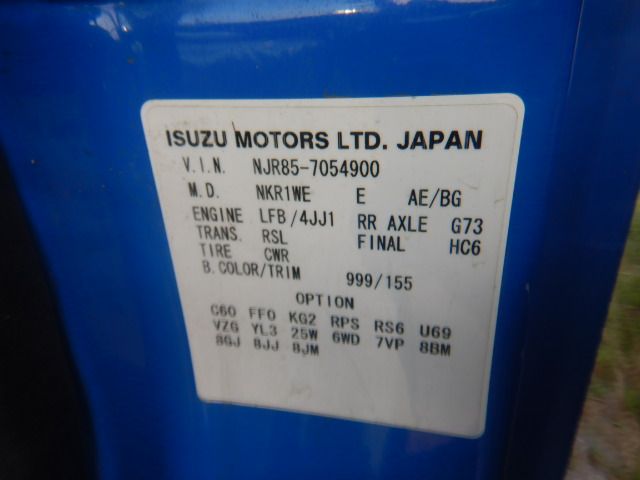 ISUZU MOTORS LTD. JAPAN
V.I.N. NJR85-7054900
M.D. NKR1WE E AE/BG
ENGINE LFB/4JJ1 RR AXLE G73
TRANS. RSL FINAL HC6
TIRE CWR
B.COLOR/TRIM 999/155
OPTION
C60 FF0 KG2 RPS RS6 U69
VZG YL3 25W 6WD 7VP 8BM
8GJ 8JJ 8JM